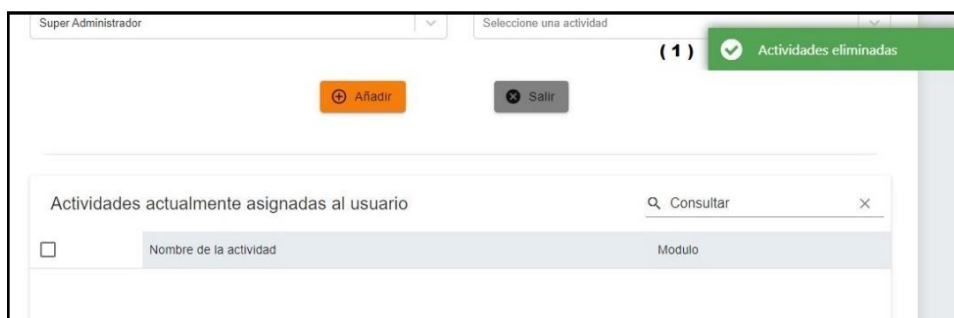 Super Administrador
Seleccione una actividad
( 1 )
Actividades eliminadas
Añadir
Salir
Actividades actualmente asignadas al usuario
Consultar
Nombre de la actividad
Modulo